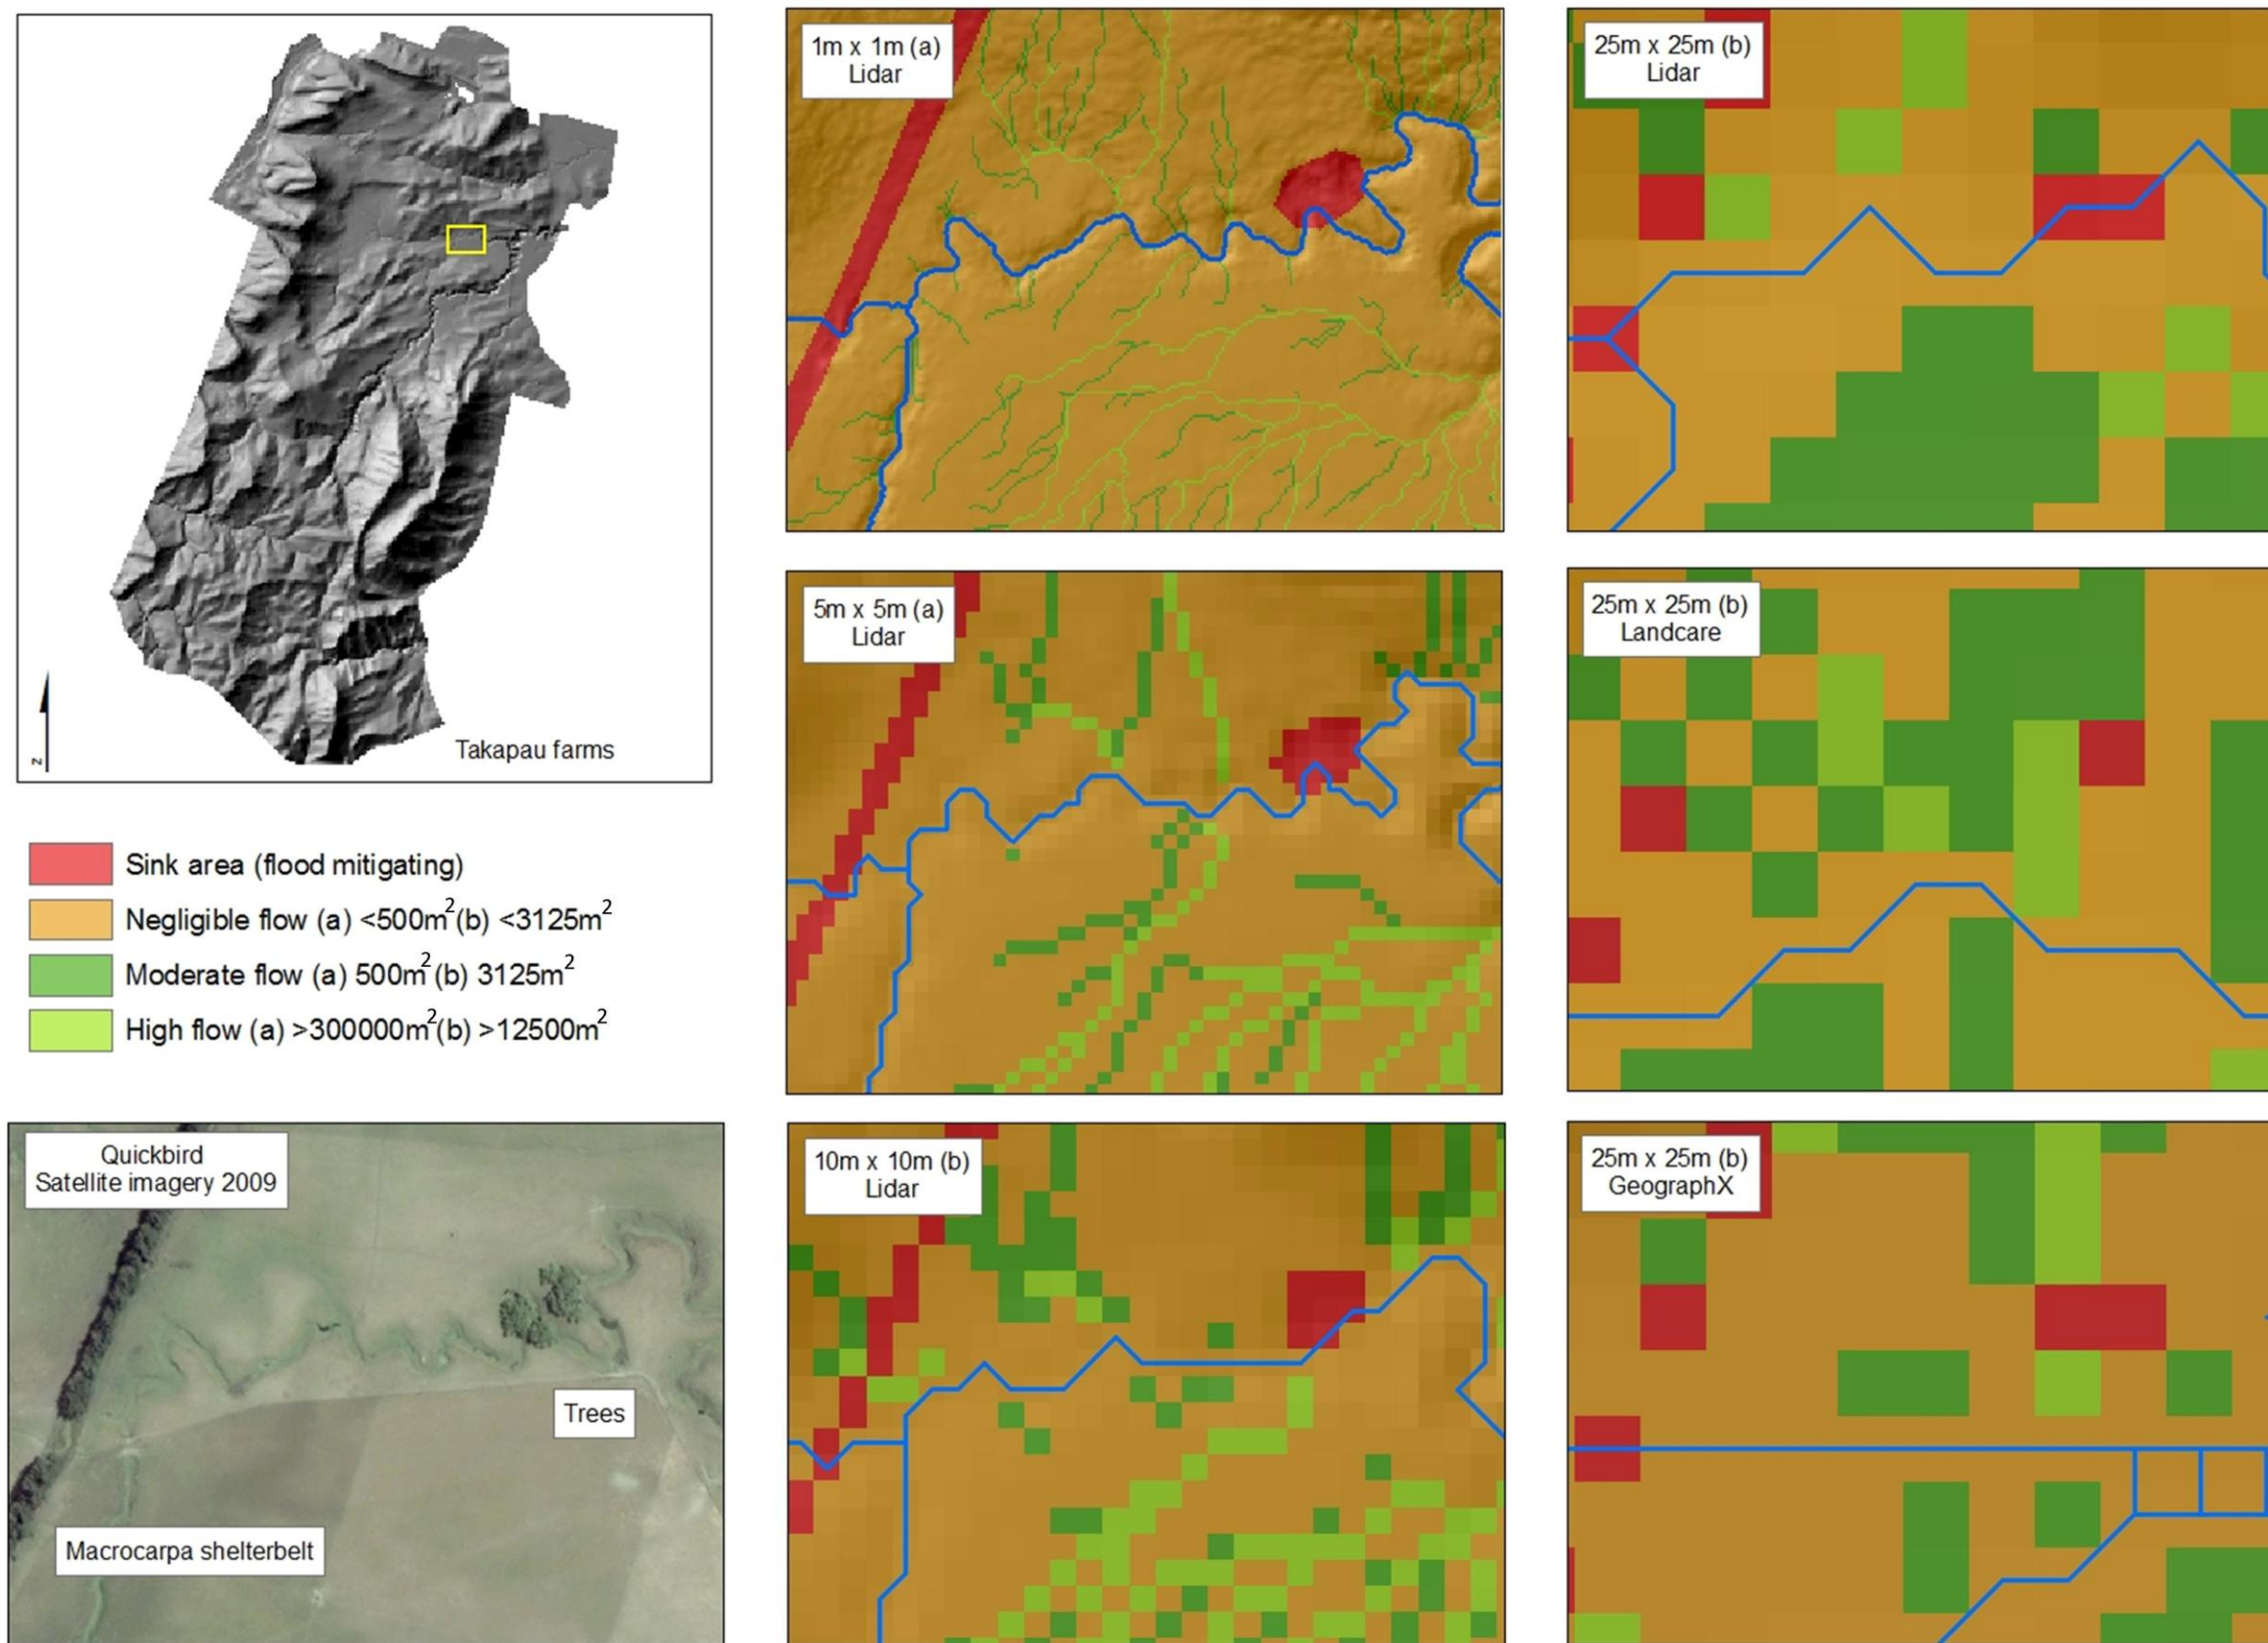 Takapau farms
z
Sink area (flood mitigating)
Negligible flow (a) <500m2(b) <3125m2
Moderate flow (a) 500m2(b) 3125m2
High flow (a) >300000m2(b) >12500m2
Quickbird
Satellite imagery 2009
Trees
Macrocarpa shelterbelt
1m x 1m (a)
Lidar
5m x 5m (a)
Lidar
10m x 10m (b)
Lidar
25m x 25m (b)
Lidar
25m x 25m (b)
Landcare
25m x 25m (b)
GeographX